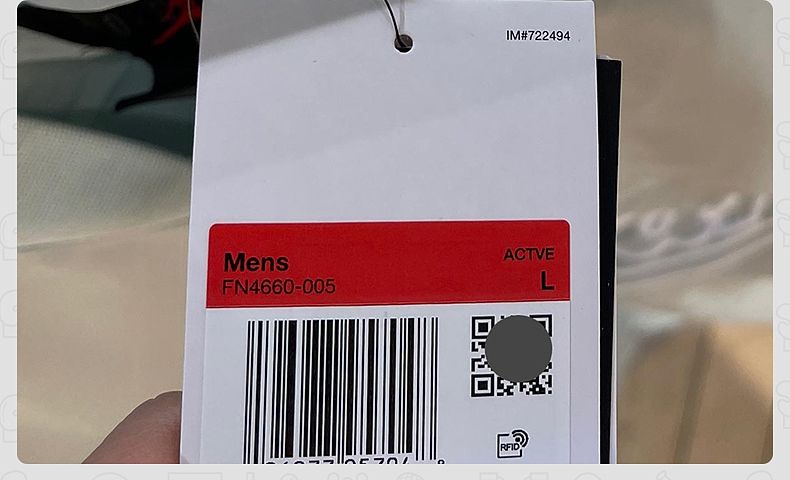 IM#722494
Mens
ACTVE
FN4660-005
L
RFID